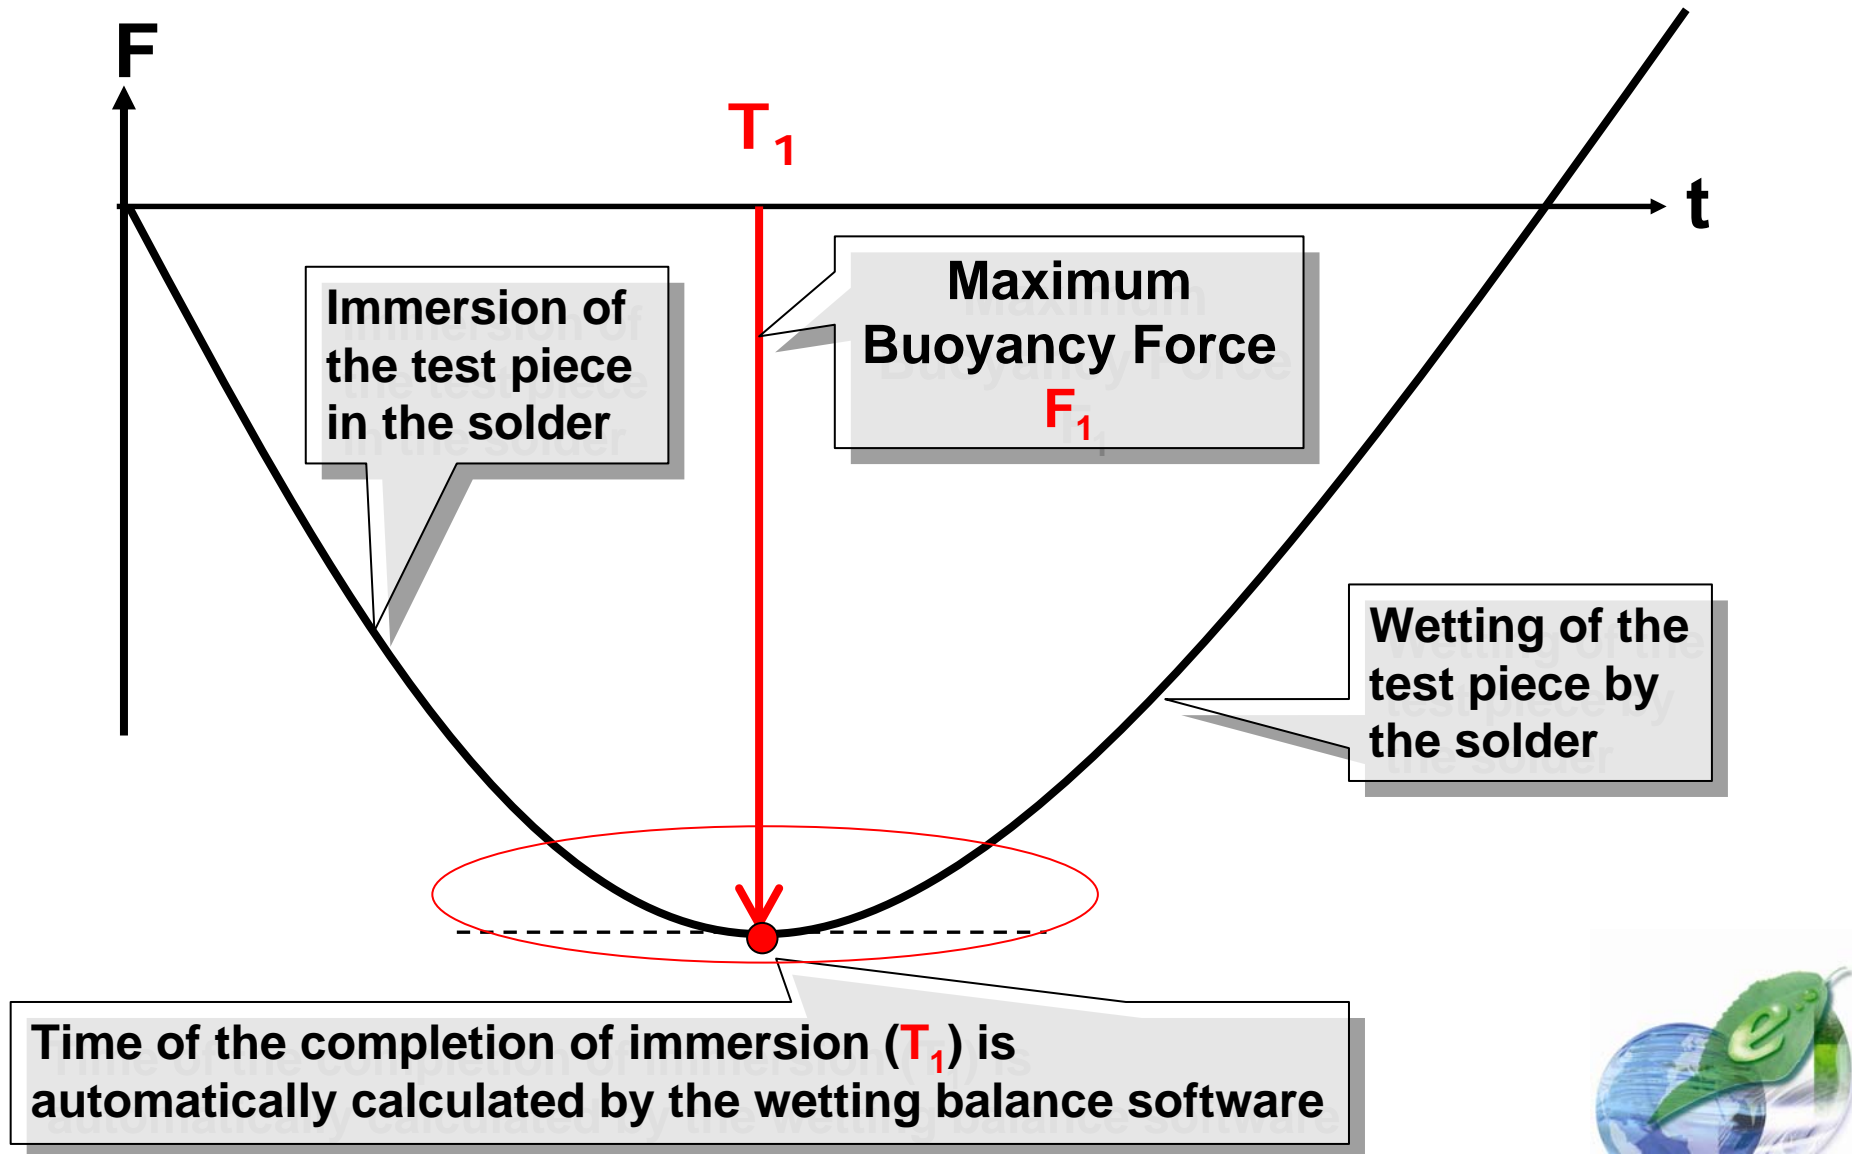 F
T1
t
Immersion of
the test piece
in the solder
Maximum
Buoyancy Force
F1
Wetting of the
test piece by
the solder
Time of the completion of immersion (T1) is
automatically calculated by the wetting balance software
e